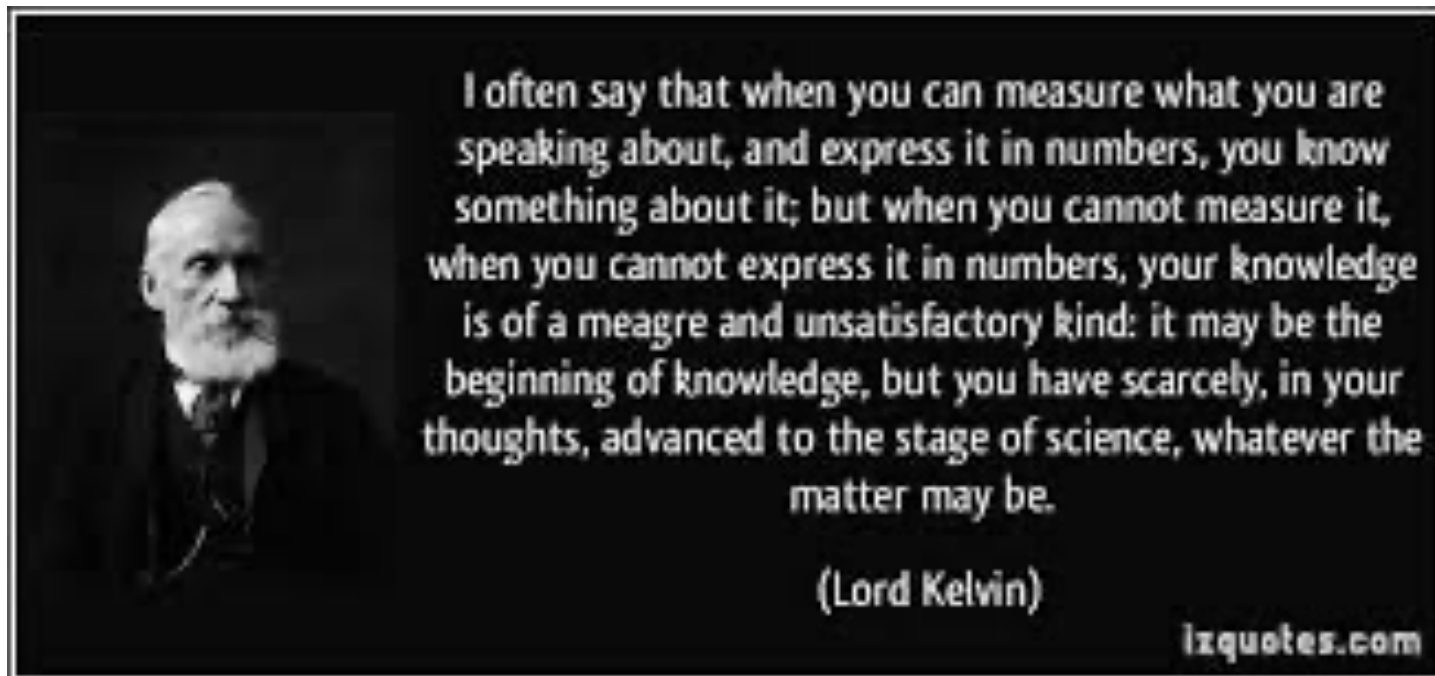 I often say that when you can measure what you are
speaking about, and express it in numbers, you know
something about it; but when you cannot measure it,
when you cannot express it in numbers, your knowledge
is of a meagre and unsatisfactory kind: it may be the
beginning of knowledge, but you have scarcely, in your
thoughts, advanced to the stage of science, whatever the
matter may be.
(Lord Kelvin)
izquotes.com